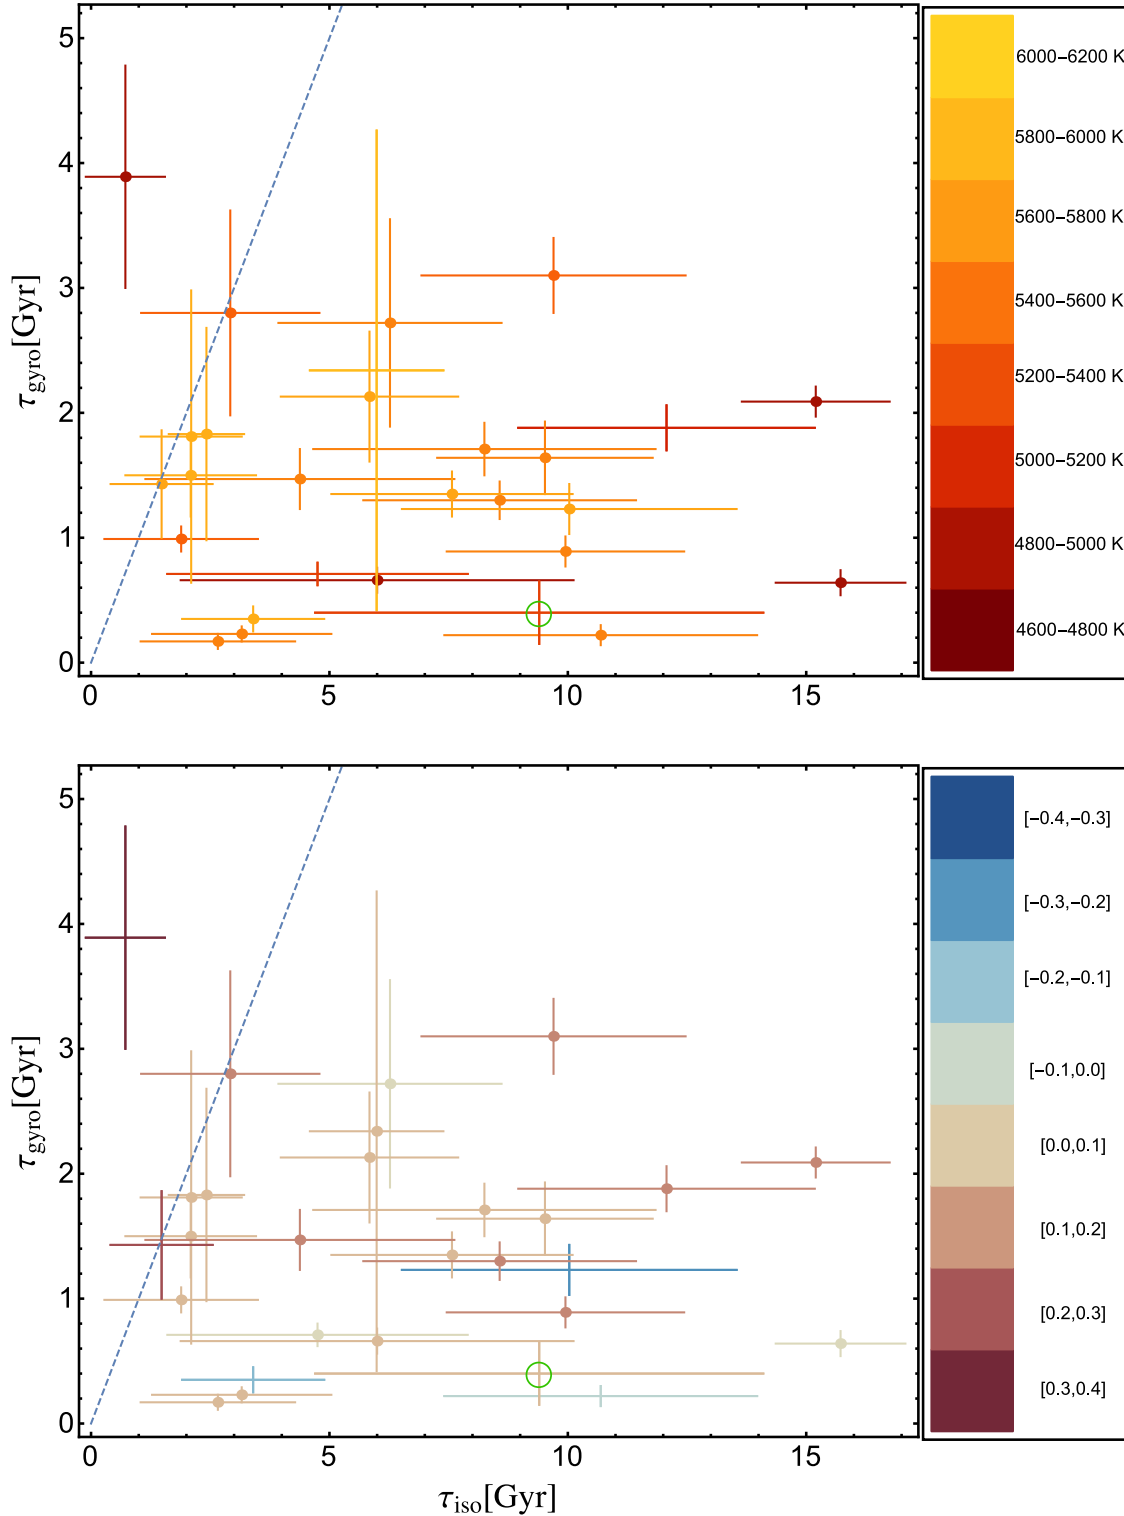 5
4
3
2
1
0
τgyro[Gyr]
0 5 10 15
6000–6200 K
5800–6000 K
5600–5800 K
5400–5600 K
5200–5400 K
5000–5200 K
4800–5000 K
4600–4800 K
5
4
3
2
1
0
τgyro[Gyr]
0 5 10 15
τiso[Gyr]
[−0.4,−0.3]
[−0.3,−0.2]
[−0.2,−0.1]
[−0.1,0.0]
[0.0,0.1]
[0.1,0.2]
[0.2,0.3]
[0.3,0.4]